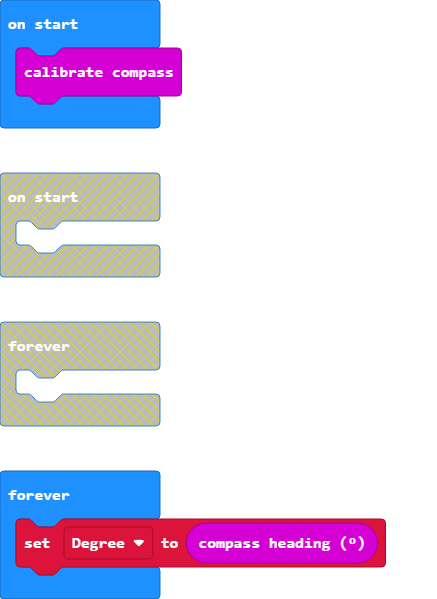 on start
calibrate compass
on start
forever
forever
set Degree to compass heading (º)